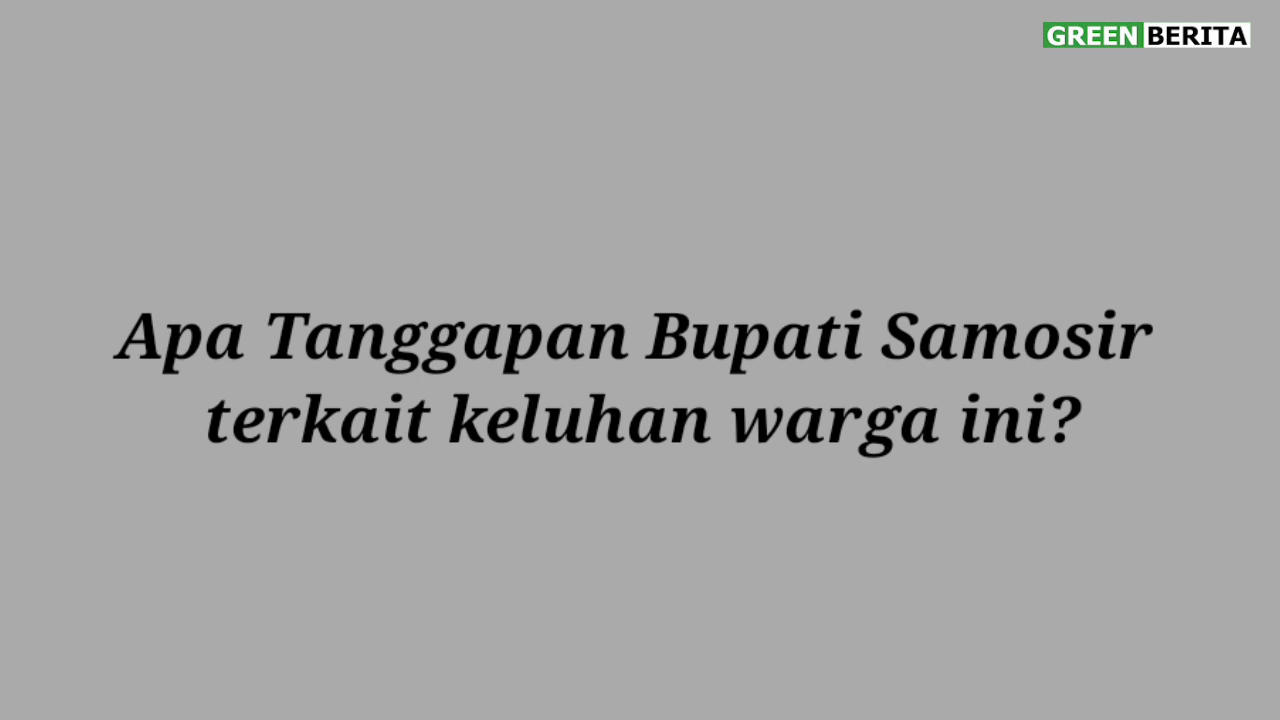 GREEN BERITA
Apa Tanggapan Bupati Samosir
terkait keluhan warga ini?